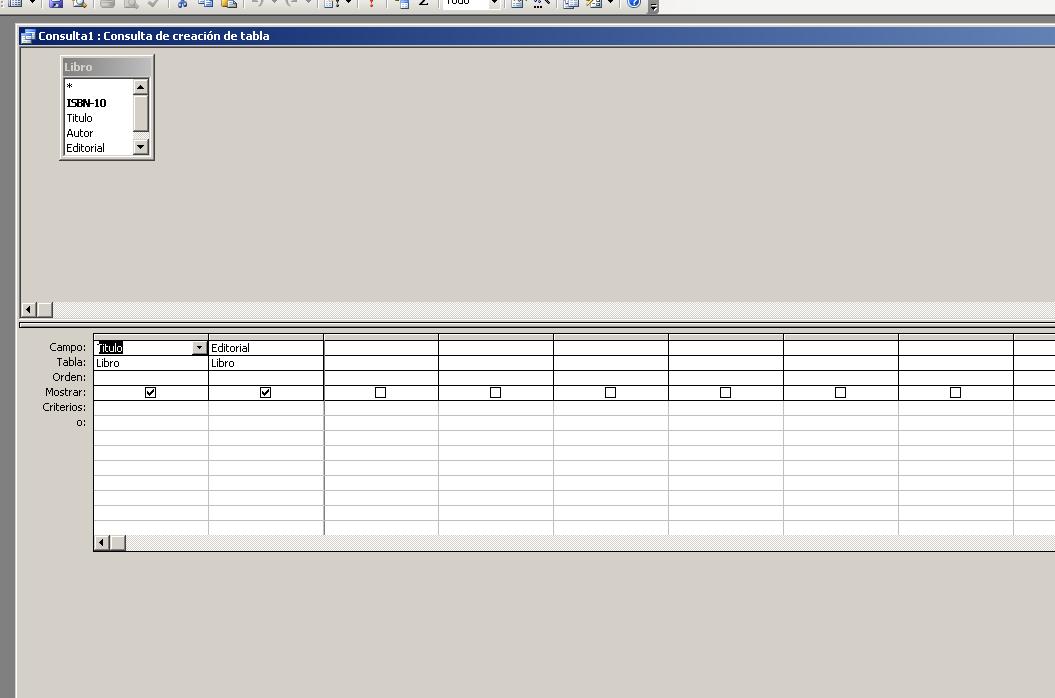 Todo
Consulta1 : Consulta de creación de tabla
Libro
*
ISBN-10
Titulo
Autor
Editorial
Campo: Titulo Editorial
Tabla: Libro Libro
Orden:
Mostrar:
Criterios:
o: